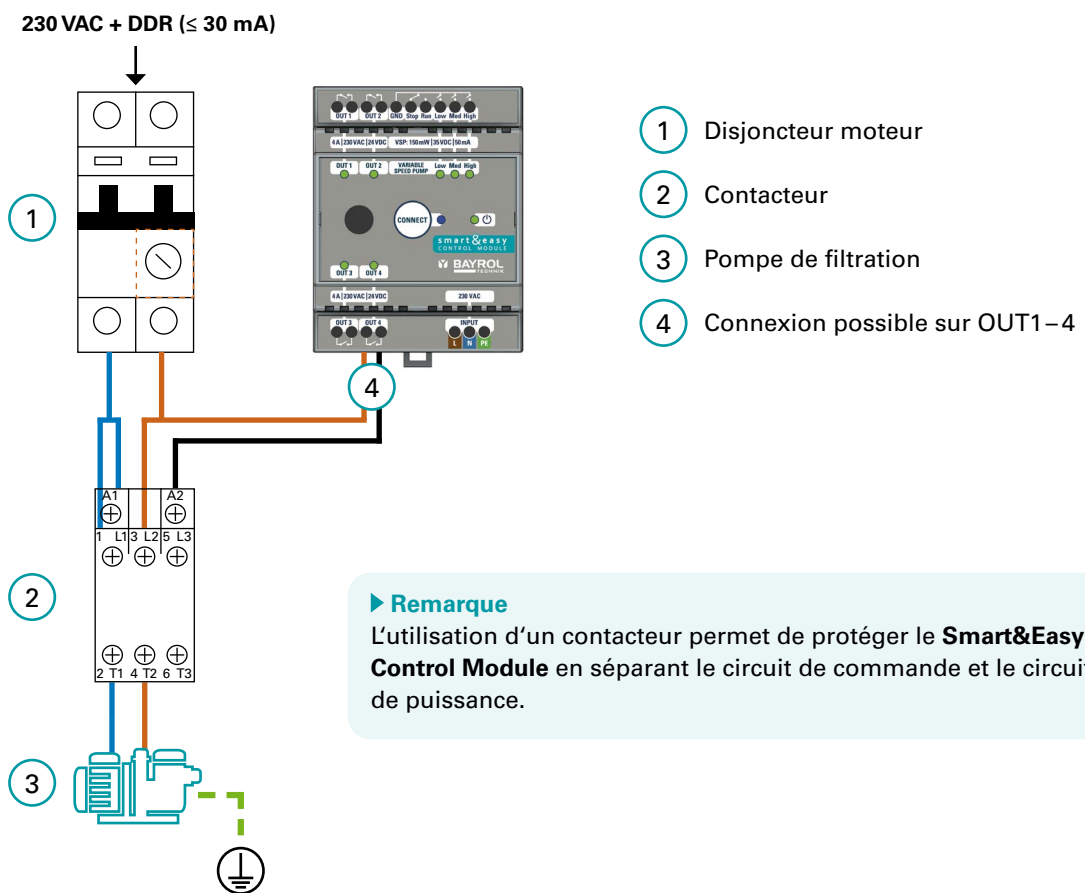 230 VAC + DDR (≤ 30 mA)
OUT 1 OUT 2 GND Stop Run Low Med High
4 A | 230 VAC | 24 VDC VSP: 150 mW | 35 VDC | 50 mA
OUT 1 OUT 2 VARIABLE SPEED PUMP Low Med High
CONNECT
smart&easy
CONTROL MODULE
BAYROL
TECHNIK
OUT 3 OUT 4
4 A | 230 VAC | 24 VDC 230 VAC
OUT 3 OUT 4 INPUT
L N PE
1 Disjoncteur moteur
2 Contacteur
3 Pompe de filtration
4 Connexion possible sur OUT1–4
1
4
A1 A2
1 L1 3 L2 5 L3
2
2 T1 4 T2 6 T3
3
Remarque
L‘utilisation d‘un contacteur permet de protéger le Smart&Easy
Control Module en séparant le circuit de commande et le circuit
de puissance.